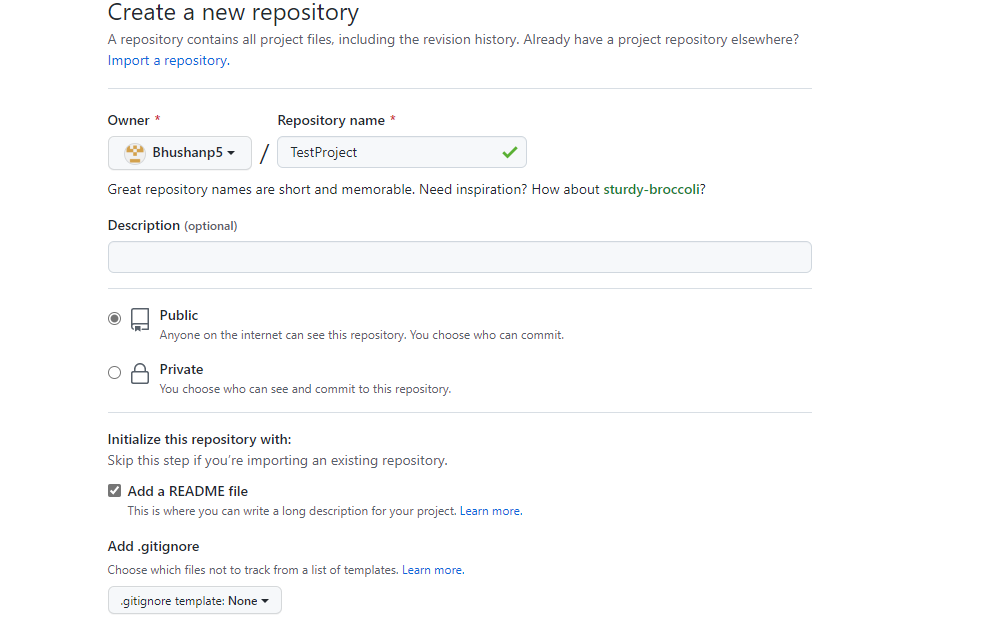 Create a new repository
A repository contains all project files, including the revision history. Already have a project repository elsewhere?
Import a repository.
Owner * Repository name *
Bhushanp5 / TestProject
Great repository names are short and memorable. Need inspiration? How about sturdy-broccoli?
Description (optional)
Public
Anyone on the internet can see this repository. You choose who can commit.
Private
You choose who can see and commit to this repository.
Initialize this repository with:
Skip this step if you’re importing an existing repository.
Add a README file
This is where you can write a long description for your project. Learn more.
Add .gitignore
Choose which files not to track from a list of templates. Learn more.
.gitignore template: None